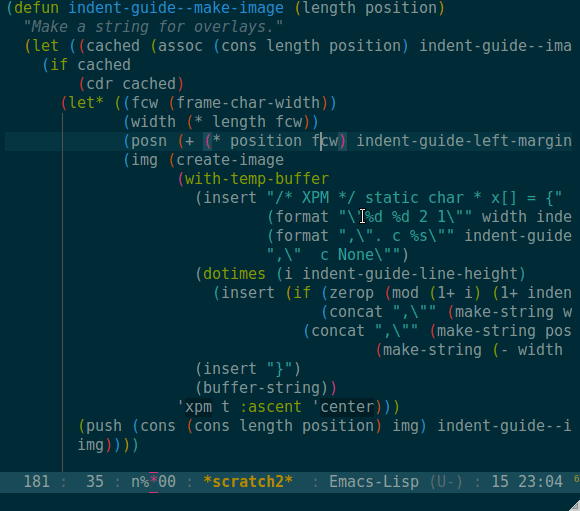 (defun indent-guide--make-image (length position)
  "Make a string for overlays."
  (let ((cached (assoc (cons length position) indent-guide--ima
    (if cached
        (cdr cached)
      (let* ((fcw (frame-char-width))
             (width (* length fcw))
             (posn (+ (* position fcw) indent-guide-left-margin
             (img (create-image
                   (with-temp-buffer
                     (insert "/* XPM */ static char * x[] = {"
                             (format "\"%d %d 2 1\"" width inde
                             (format ",\". c %s\"" indent-guide
                             ",\"  c None\"")
                     (dotimes (i indent-guide-line-height)
                       (insert (if (zerop (mod (1+ i) (1+ inden
                                   (concat ",\"" (make-string w
                                 (concat ",\"" (make-string pos
                                         (make-string (- width
                     (insert "}")
                     (buffer-string))
                   'xpm t :ascent 'center)))
        (push (cons (cons length position) img) indent-guide--i
        img))))
181 : 35 : n%*00 : *scratch2* : Emacs-Lisp (U-) : 15 23:04 6